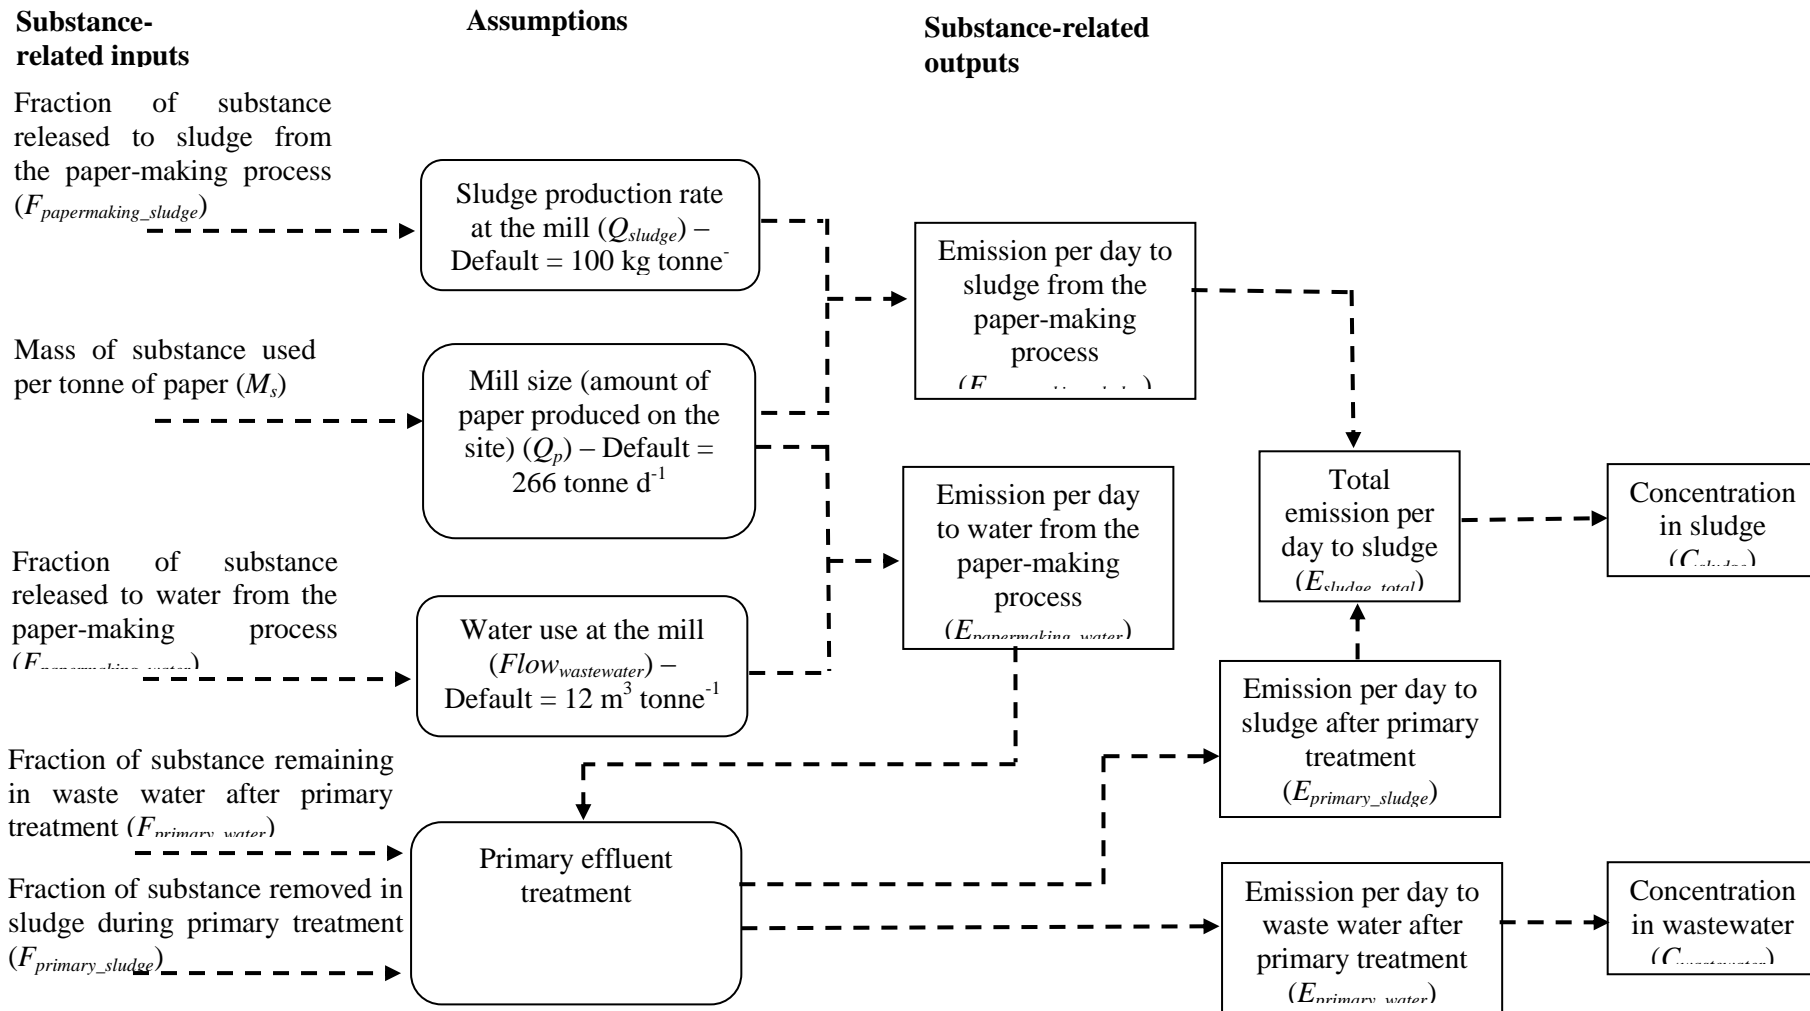 Substance-
related inputs
Assumptions
Substance-related
outputs
Fraction of substance
released to sludge from
the paper-making process
(Fpapermaking_sludge)
Sludge production rate
at the mill (Qsludge) –
Default = 100 kg tonne-
Emission per day to
sludge from the
paper-making
process
Mass of substance used
per tonne of paper (Ms)
Mill size (amount of
paper produced on the
site) (Qp) – Default =
266 tonne d-1
Emission per day
to water from the
paper-making
process
(Epapermaking_water)
Total
emission per
day to sludge
(Esludge_total)
Concentration
in sludge
(Csludge)
Fraction of substance
released to water from the
paper-making process
(Fpapermaking_water)
Water use at the mill
(Flowwastewater) –
Default = 12 m3 tonne-1
Emission per day to
sludge after primary
treatment
(Eprimary_sludge)
Fraction of substance remaining
in waste water after primary
treatment (Fprimary_water)
Fraction of substance removed in
sludge during primary treatment
(Fprimary_sludge)
Primary effluent
treatment
Emission per day to
waste water after
primary treatment
(Eprimary_water)
Concentration
in wastewater
(Cwastewater)